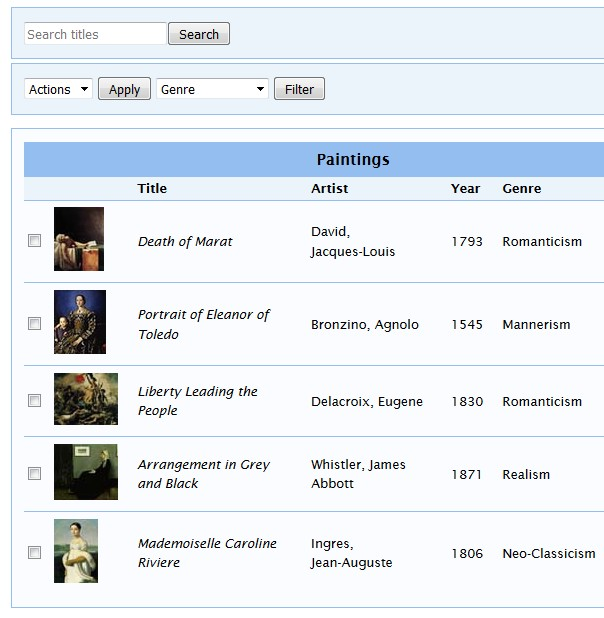 Search titles Search
Actions Apply Genre Filter
Paintings
Title Artist Year Genre
Death of Marat David, Jacques-Louis 1793 Romanticism
Portrait of Eleanor of Toledo Bronzino, Agnolo 1545 Mannerism
Liberty Leading the People Delacroix, Eugene 1830 Romanticism
Arrangement in Grey and Black Whistler, James Abbott 1871 Realism
Mademoiselle Caroline Riviere Ingres, Jean-Auguste 1806 Neo-Classicism